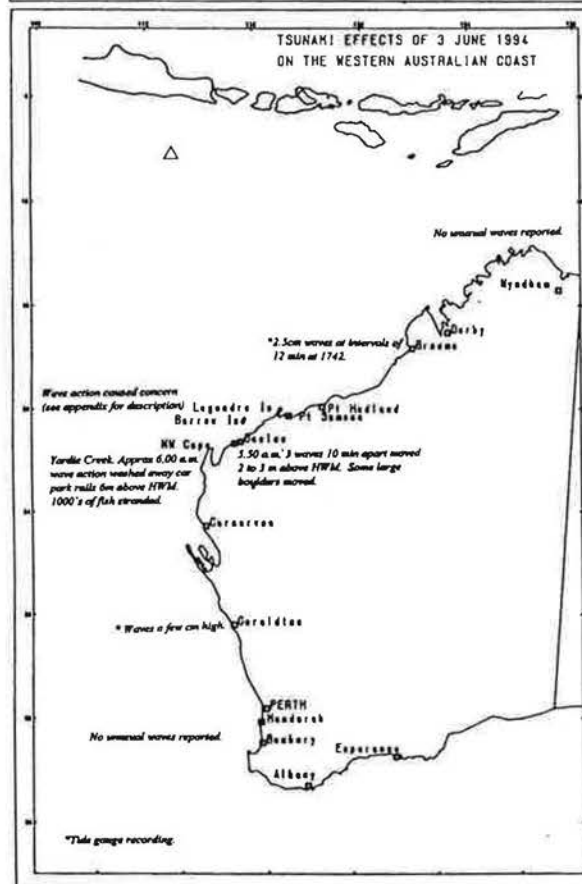 TSUNAMI EFFECTS OF 3 JUNE 1994
ON THE WESTERN AUSTRALIAN COAST
No unusual waves reported.
Wyndham
Derby
Broome
*2.5cm waves at intervals of
12 min at 1742.
Wave action caused concern
(see appendix for description)
Legendre Is
Barrow Isd
Pt Hedland
Pt Samson
NW Cape
Onslow
5.50 a.m. 3 waves 10 min apart moved
2 to 3 m above HWM. Some large
boulders moved.
Yardie Creek. Approx 6.00 a.m.
wave action washed away car
park rails 6m above HWM.
1000's of fish stranded.
Carnarvon
Geraldton
* Waves a few cm high.
PERTH
Mandurah
Bunbury
No unusual waves reported.
Esperance
Albany
*Tide gauge recording.